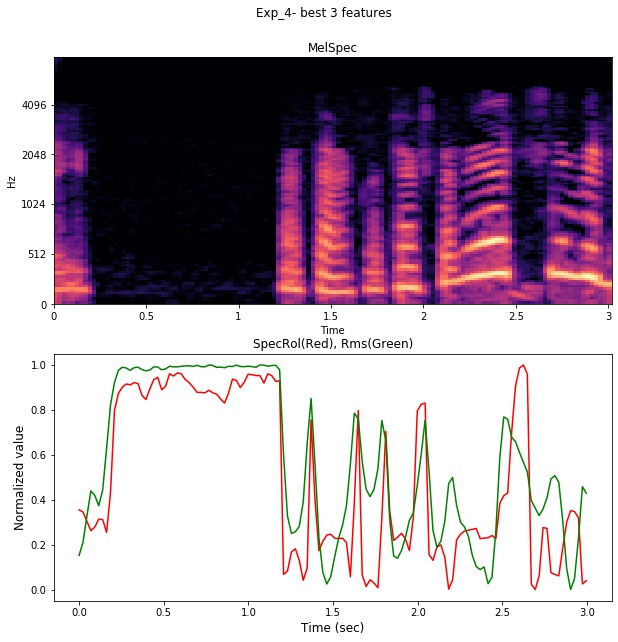 Exp_4- best 3 features
MelSpec
4096
2048
1024
512
0
Hz
0 0.5 1 1.5 2 2.5 3
Time
SpecRol(Red), Rms(Green)
1.0
0.8
0.6
0.4
0.2
0.0
Normalized value
0.0 0.5 1.0 1.5 2.0 2.5 3.0
Time (sec)